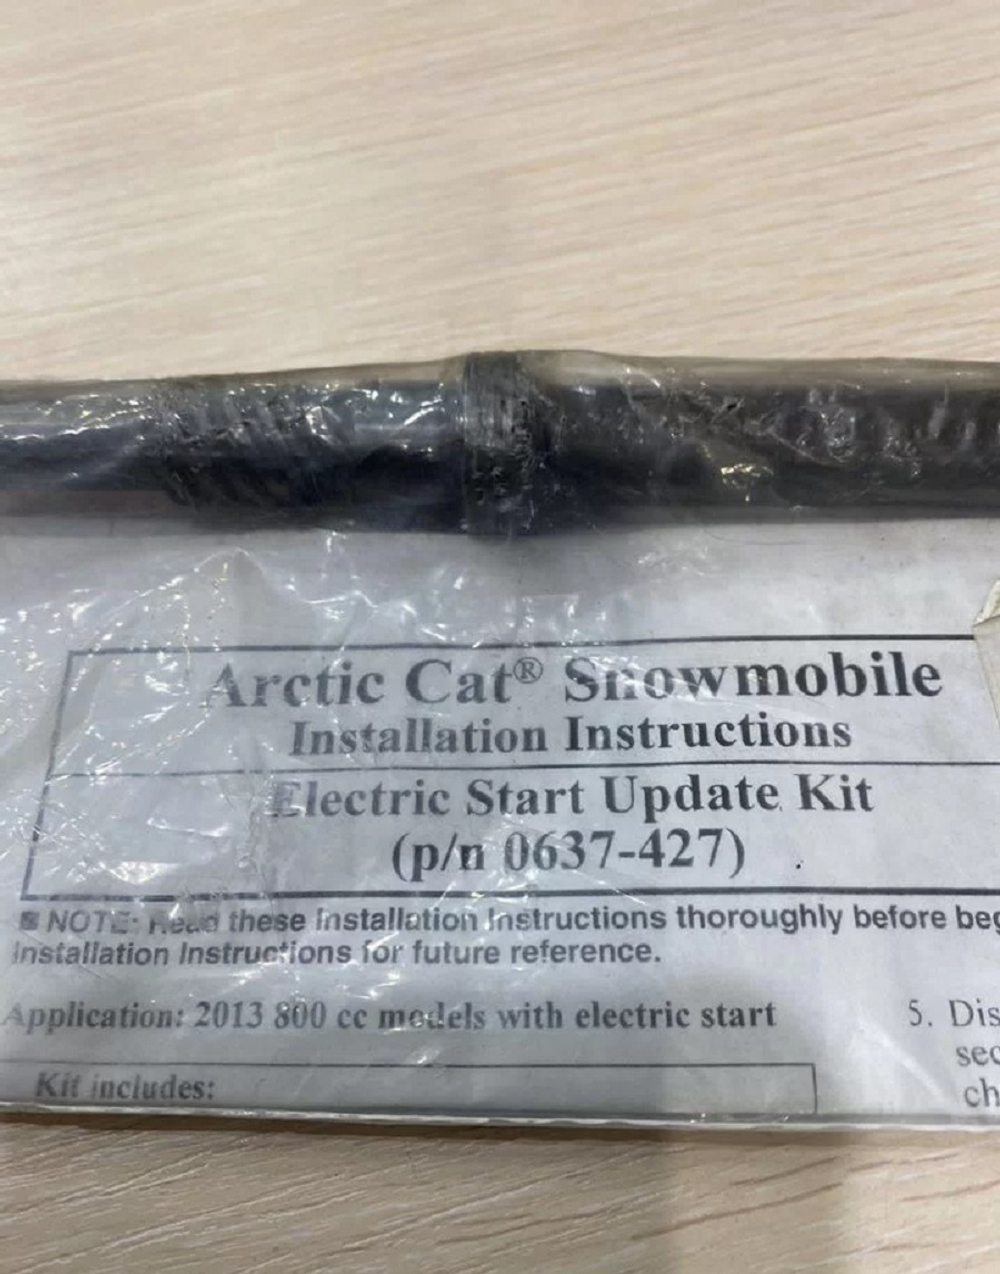 Arctic Cat® Snowmobile
Installation Instructions
Electric Start Update Kit
(p/n 0637-427)
NOTE: Read these Installation Instructions thoroughly before beg
Installation Instructions for future reference.
Application: 2013 800 cc models with electric start
Kit includes:
5. Dis
sec
ch